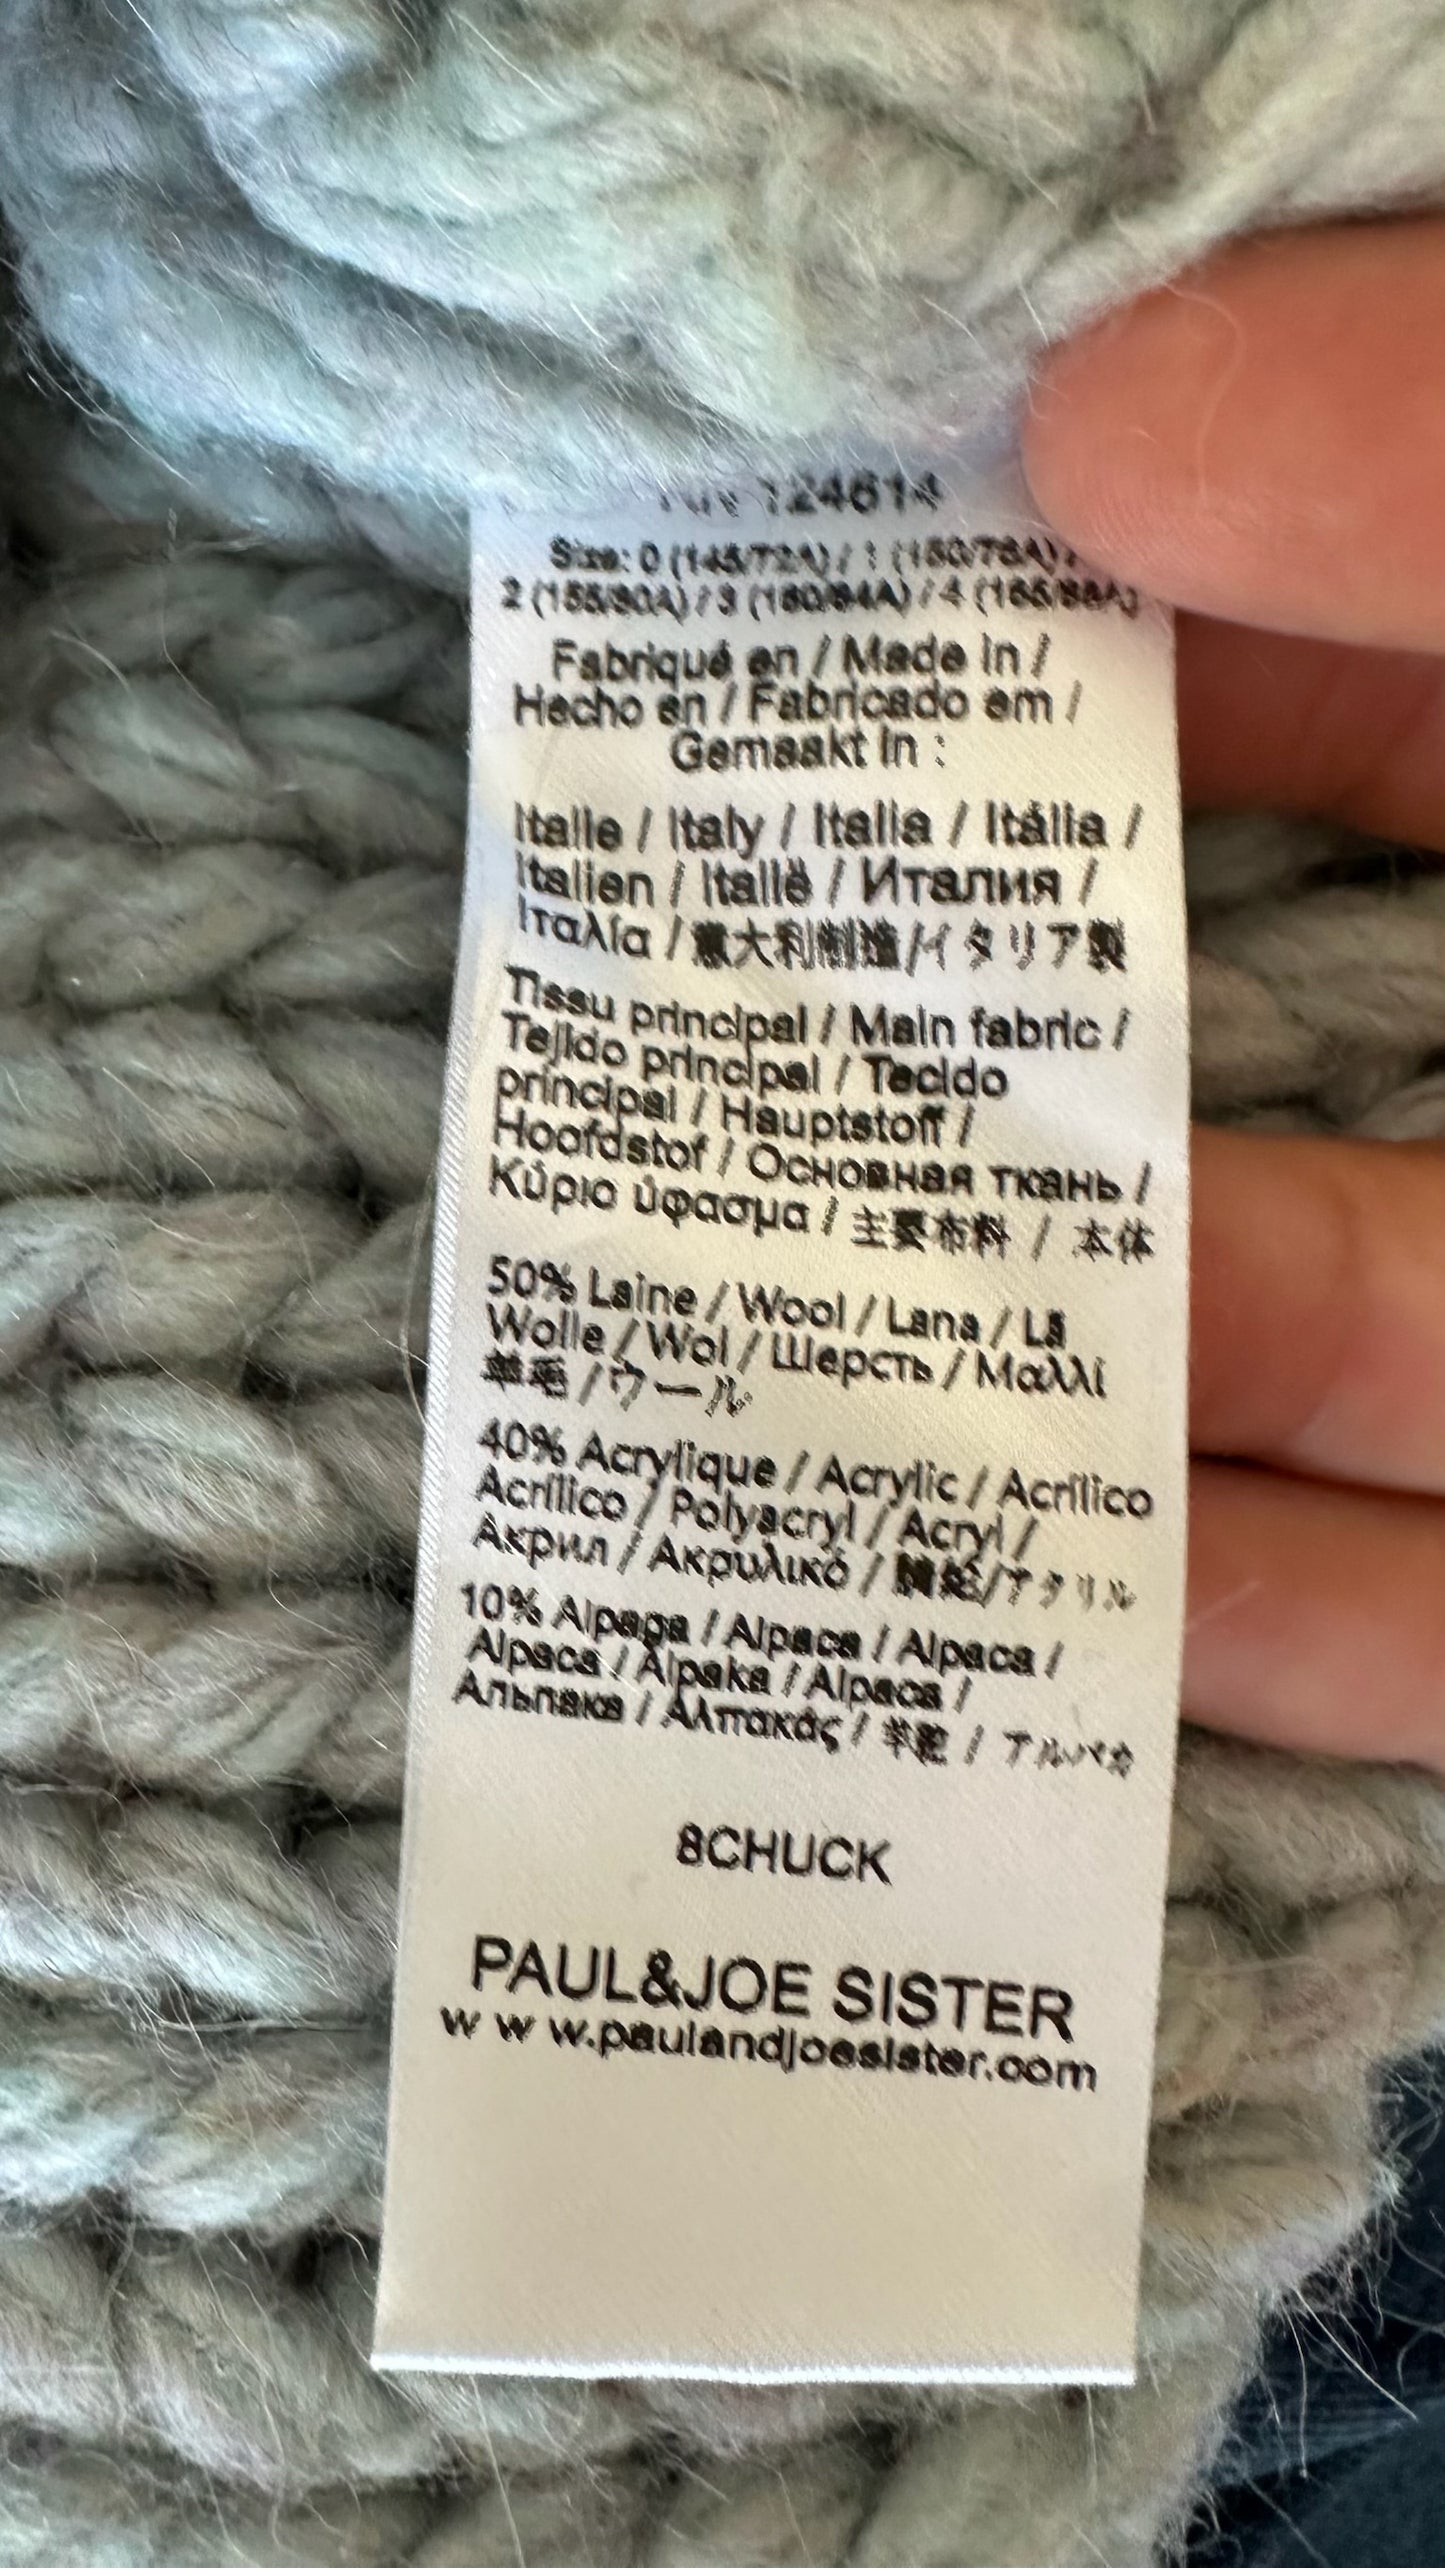 RN 124614
Size: 0 (145/72A) / 1 (150/76A) /
2 (155/80A) / 3 (160/84A) / 4 (165/88A)
Fabriqué en / Made in /
Hecho en / Fabricado em /
Gemaakt in :
Italie / Italy / Italia / Itália /
Italien / Italië / Италия /
Ιταλία / 意大利制造/イタリア製
Tissu principal / Main fabric /
Tejido principal / Tecido
principal / Hauptstoff /
Hoofdstof / Основная ткань /
Κύριο ύφασμα / 主要布料 / 本体
50% Laine / Wool / Lana / Lã
Wolle / Wol / Шерсть / Μαλλί
羊毛 / ウール
40% Acrylique / Acrylic / Acrílico
Acrílico / Polyacryl / Acryl /
Акрил / Ακρυλικό / 腈纶/アクリル
10% Alpaga / Alpaca / Alpaca /
Alpaca / Alpaka / Alpaca /
Альпака / Αλπακάς / 羊驼 / アルパカ
8CHUCK
PAUL&JOE SISTER
www.paulandjoesister.com